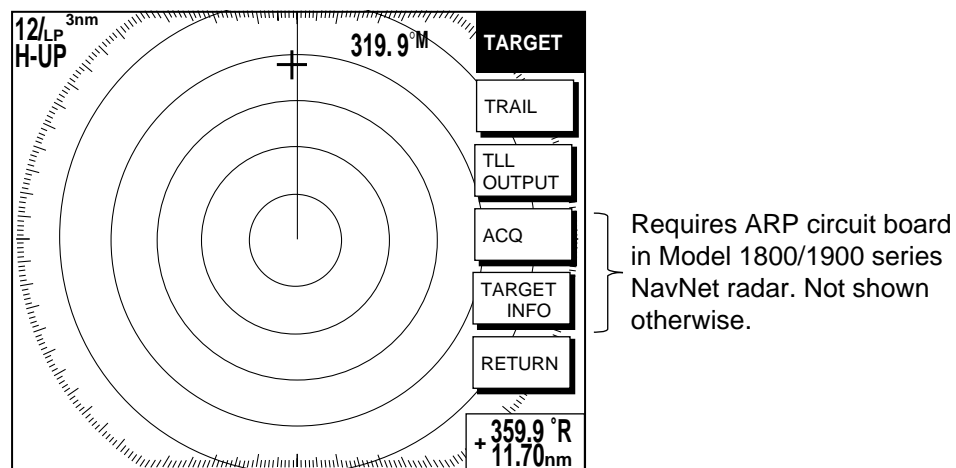 12/LP 3nm
H-UP
319.9°M
TARGET
TRAIL
TLL
OUTPUT
ACQ
TARGET
INFO
RETURN
+ 359.9 °R
11.70nm
Requires ARP circuit board
in Model 1800/1900 series
NavNet radar. Not shown
otherwise.